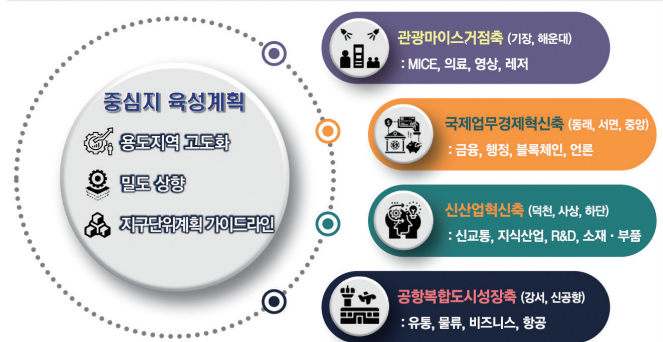 중심지 육성계획
용도지역 고도화
밀도 상향
지구단위계획 가이드라인
관광마이스거점축 (기장, 해운대)
: MICE, 의료, 영상, 레저
국제업무경제혁신축 (동래, 서면, 중앙)
: 금융, 행정, 블록체인, 언론
신산업혁신축 (덕천, 사상, 하단)
: 신교통, 지식산업, R&D, 소재 · 부품
공항복합도시성장축 (강서, 신공항)
: 유통, 물류, 비즈니스, 항공